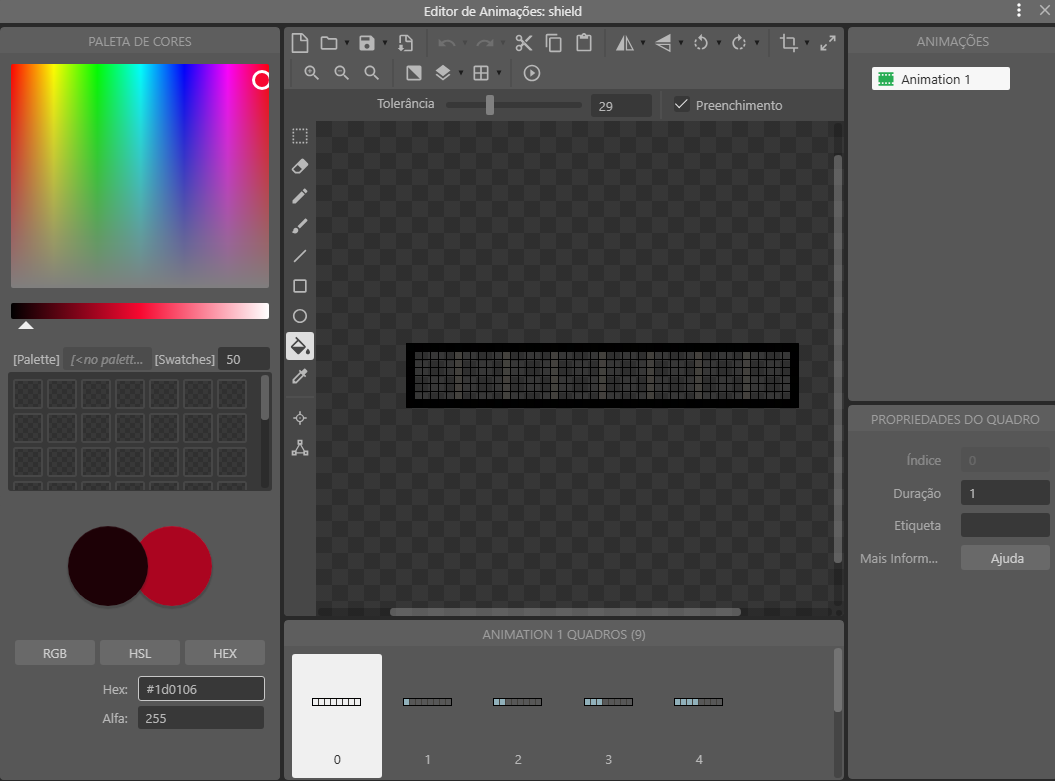 Editor de Animações: shield
PALETA DE CORES
ANIMAÇÕES
Animation 1
Tolerância
29
Preenchimento
[Palette]
[<no palett...
[Swatches]
50
PROPRIEDADES DO QUADRO
Índice
0
Duração
1
Etiqueta
Mais Inform...
Ajuda
RGB
HSL
HEX
Hex:
#1d0106
Alfa:
255
ANIMATION 1 QUADROS (9)
0
1
2
3
4